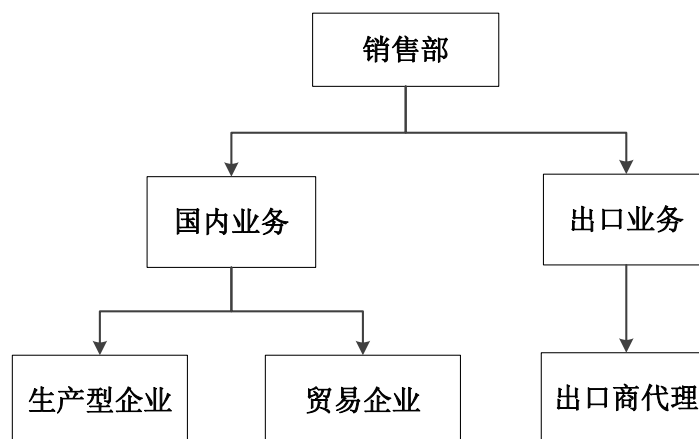 销售部
国内业务
出口业务
生产型企业
贸易企业
出口商代理